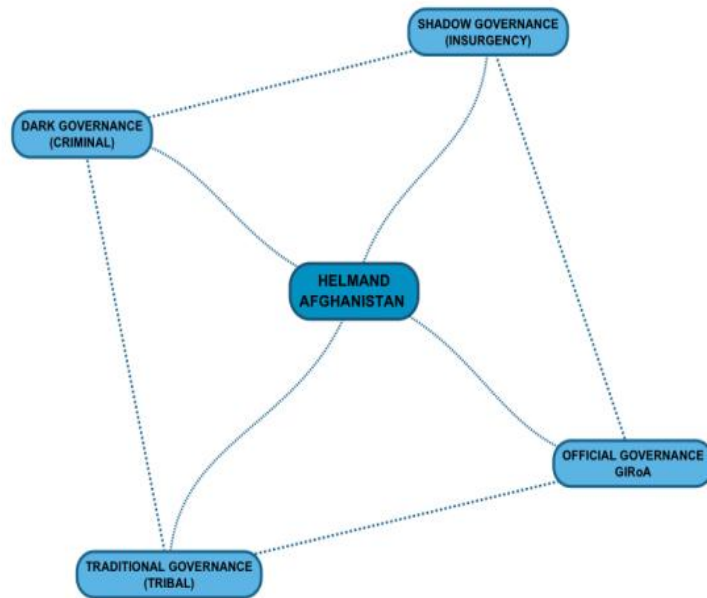 SHADOW GOVERNANCE
(INSURGENCY)
DARK GOVERNANCE
(CRIMINAL)
HELMAND
AFGHANISTAN
OFFICIAL GOVERNANCE
GIRoA
TRADITIONAL GOVERNANCE
(TRIBAL)